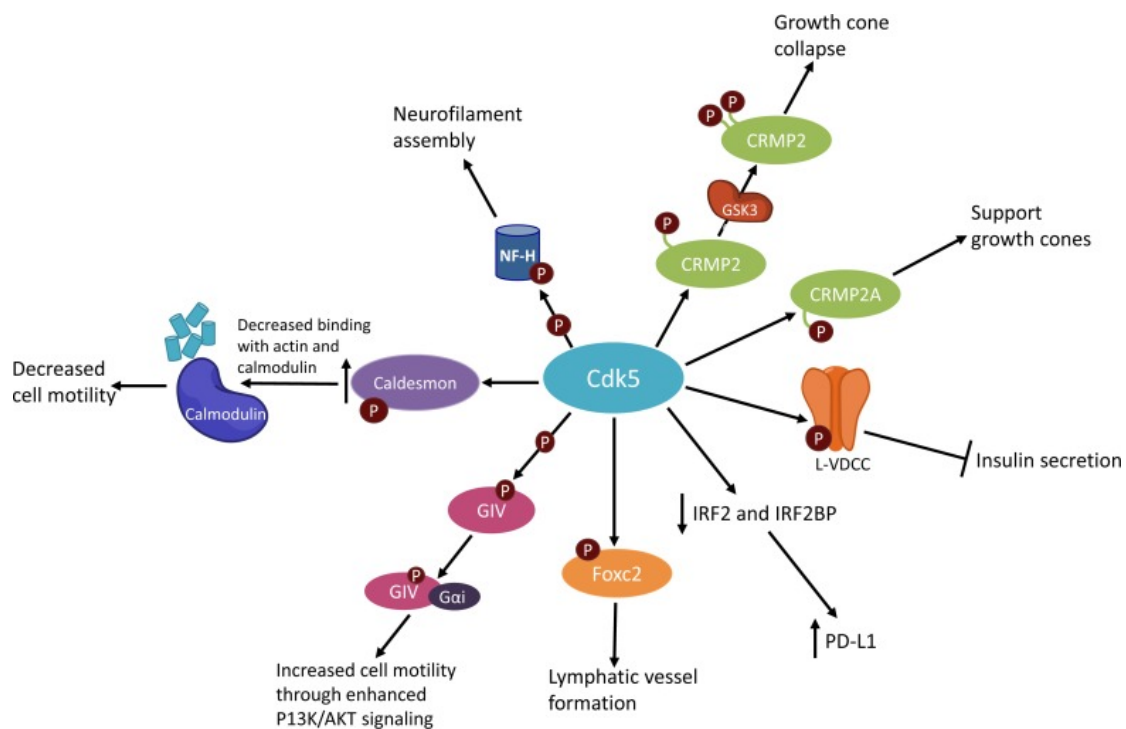 Growth cone
collapse
P
P
CRMP2
Neurofilament
assembly
GSK3
P
CRMP2
Support
growth cones
NF-H
P
CRMP2A
P
P
Decreased binding
with actin and
calmodulin
Decreased
cell motility
Calmodulin
Caldesmon
P
Cdk5
P
L-VDCC
Insulin secretion
P
P
GIV
IRF2 and IRF2BP
P
Foxc2
P
GIV
Gαi
PD-L1
Increased cell motility
through enhanced
P13K/AKT signaling
Lymphatic vessel
formation